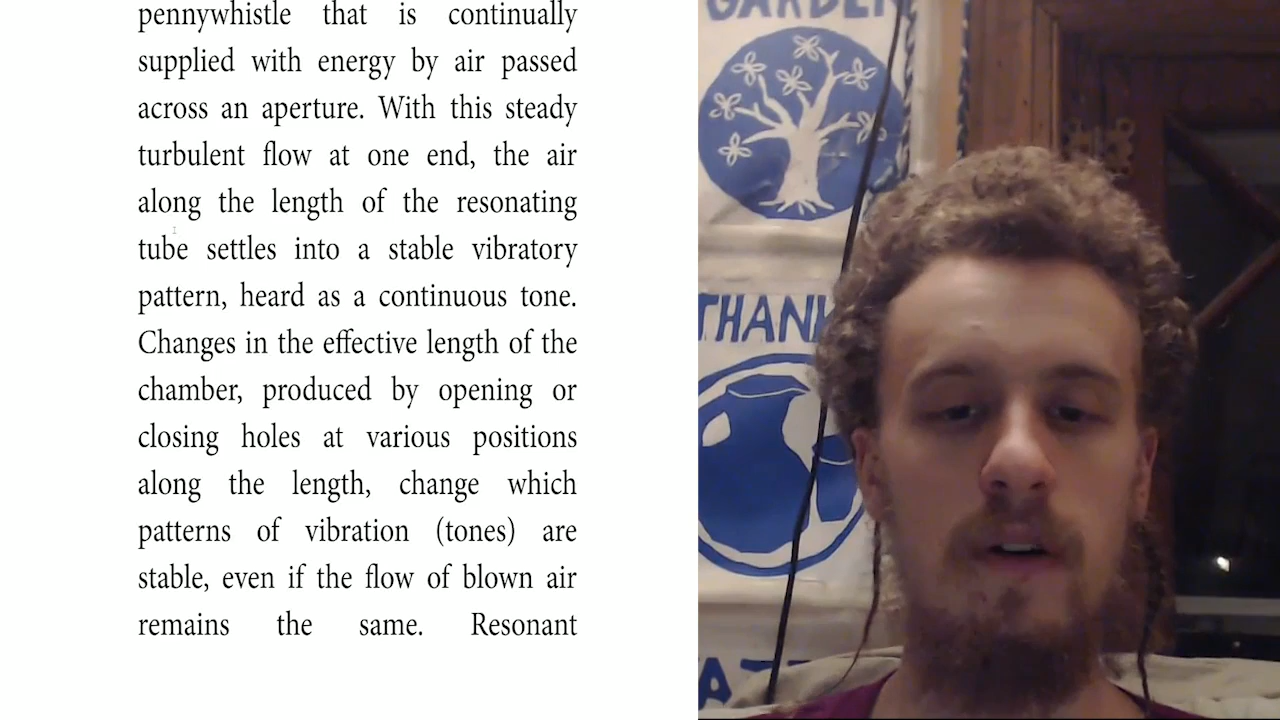 pennywhistle that is continually
supplied with energy by air passed
across an aperture. With this steady
turbulent flow at one end, the air
along the length of the resonating
tube settles into a stable vibratory
pattern, heard as a continuous tone.
Changes in the effective length of the
chamber, produced by opening or
closing holes at various positions
along the length, change which
patterns of vibration (tones) are
stable, even if the flow of blown air
remains the same. Resonant
GARDEN
THANK